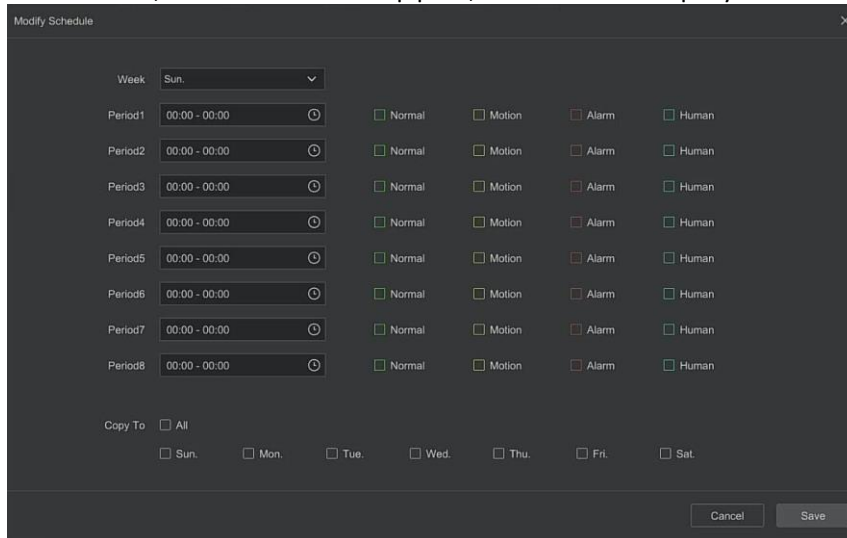 Modify Schedule
Week Sun.
Period1 00:00 - 00:00 Normal Motion Alarm Human
Period2 00:00 - 00:00 Normal Motion Alarm Human
Period3 00:00 - 00:00 Normal Motion Alarm Human
Period4 00:00 - 00:00 Normal Motion Alarm Human
Period5 00:00 - 00:00 Normal Motion Alarm Human
Period6 00:00 - 00:00 Normal Motion Alarm Human
Period7 00:00 - 00:00 Normal Motion Alarm Human
Period8 00:00 - 00:00 Normal Motion Alarm Human
Copy To All
Sun. Mon. Tue. Wed. Thu. Fri. Sat.
Cancel Save